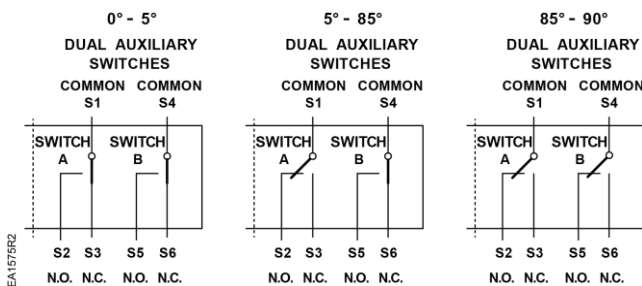 0° - 5°
DUAL AUXILIARY
SWITCHES
COMMON COMMON
S1 S4
SWITCH SWITCH
A B
S2 S3 S5 S6
N.O. N.C. N.O. N.C.
5° - 85°
DUAL AUXILIARY
SWITCHES
COMMON COMMON
S1 S4
SWITCH SWITCH
A B
S2 S3 S5 S6
N.O. N.C. N.O. N.C.
85° - 90°
DUAL AUXILIARY
SWITCHES
COMMON COMMON
S1 S4
SWITCH SWITCH
A B
S2 S3 S5 S6
N.O. N.C. N.O. N.C.
EA1575R2